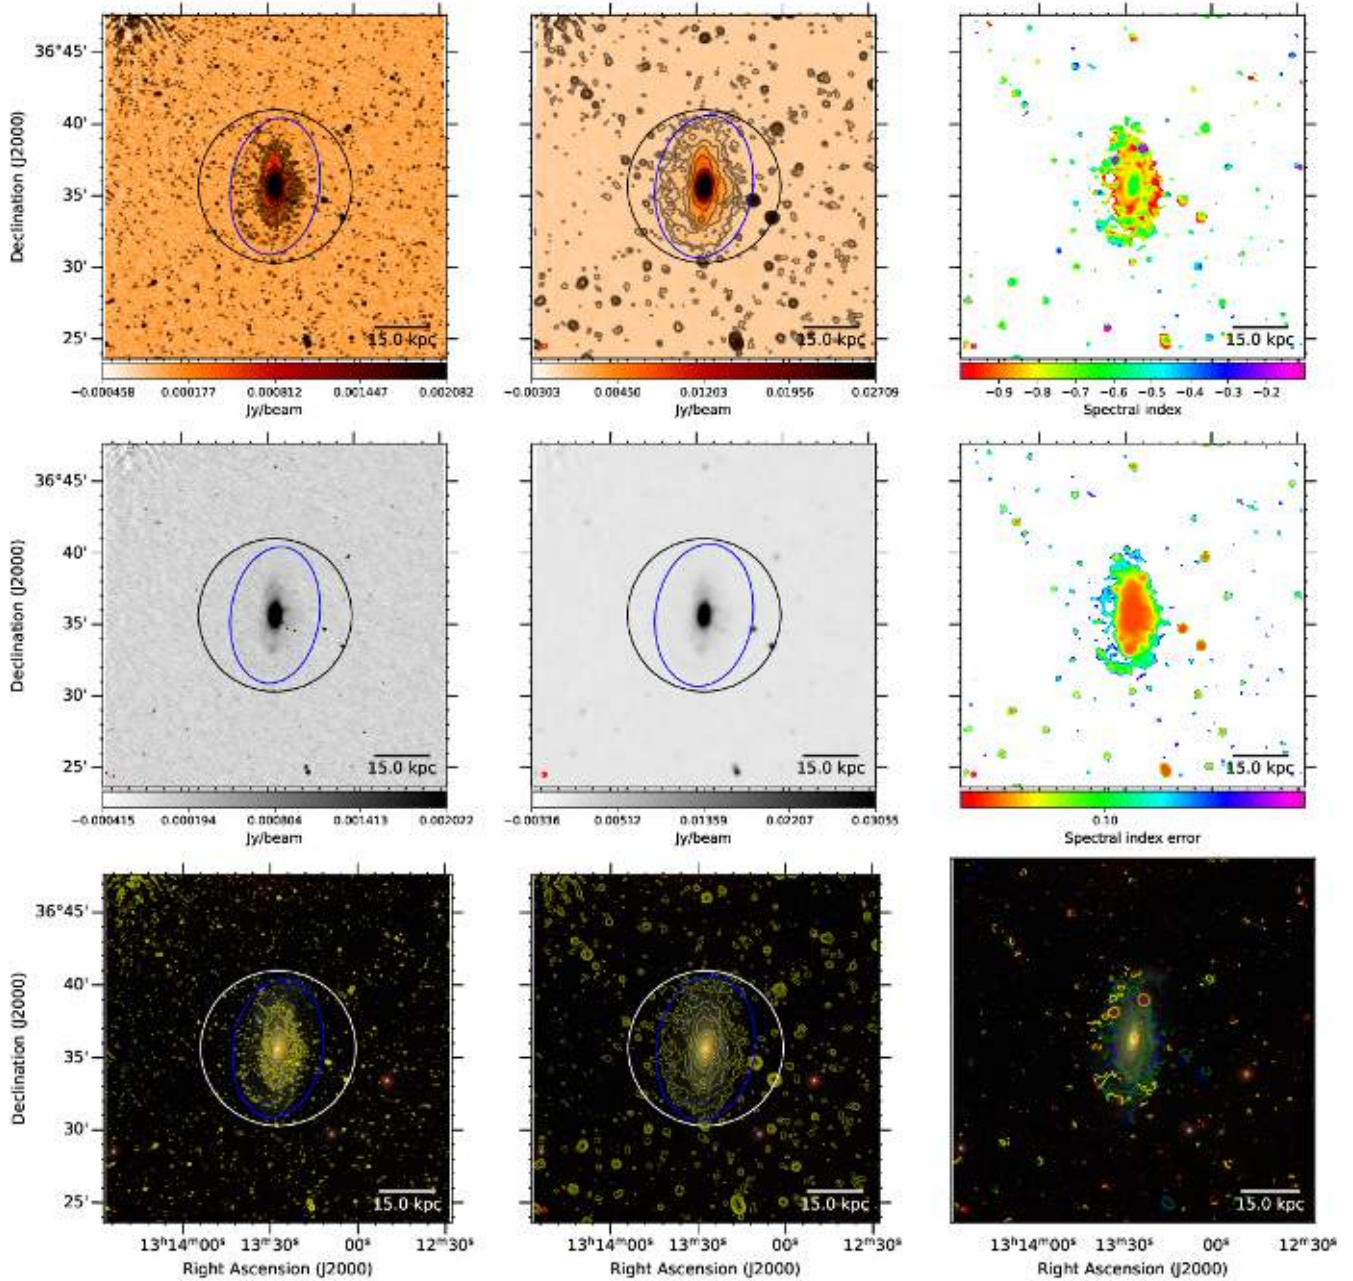 36°45'
40'
35'
30'
25'
Declination (J2000)
15.0 kpc
15.0 kpc
15.0 kpc
−0.000458 0.000177 0.000812 0.001447 0.002082
Jy/beam
−0.00303 0.00450 0.01203 0.01956 0.02709
Jy/beam
−0.9 −0.8 −0.7 −0.6 −0.5 −0.4 −0.3 −0.2
Spectral index
36°45'
40'
35'
30'
25'
Declination (J2000)
15.0 kpc
15.0 kpc
15.0 kpc
−0.000415 0.000194 0.000804 0.001413 0.002022
Jy/beam
−0.00336 0.00512 0.01359 0.02207 0.03055
Jy/beam
0.10
Spectral index error
36°45'
40'
35'
30'
25'
Declination (J2000)
15.0 kpc
15.0 kpc
15.0 kpc
13ʰ14ᵐ00ˢ 13ᵐ30ˢ 00ˢ 12ᵐ30ˢ
Right Ascension (J2000)
13ʰ14ᵐ00ˢ 13ᵐ30ˢ 00ˢ 12ᵐ30ˢ
Right Ascension (J2000)
13ʰ14ᵐ00ˢ 13ᵐ30ˢ 00ˢ 12ᵐ30ˢ
Right Ascension (J2000)